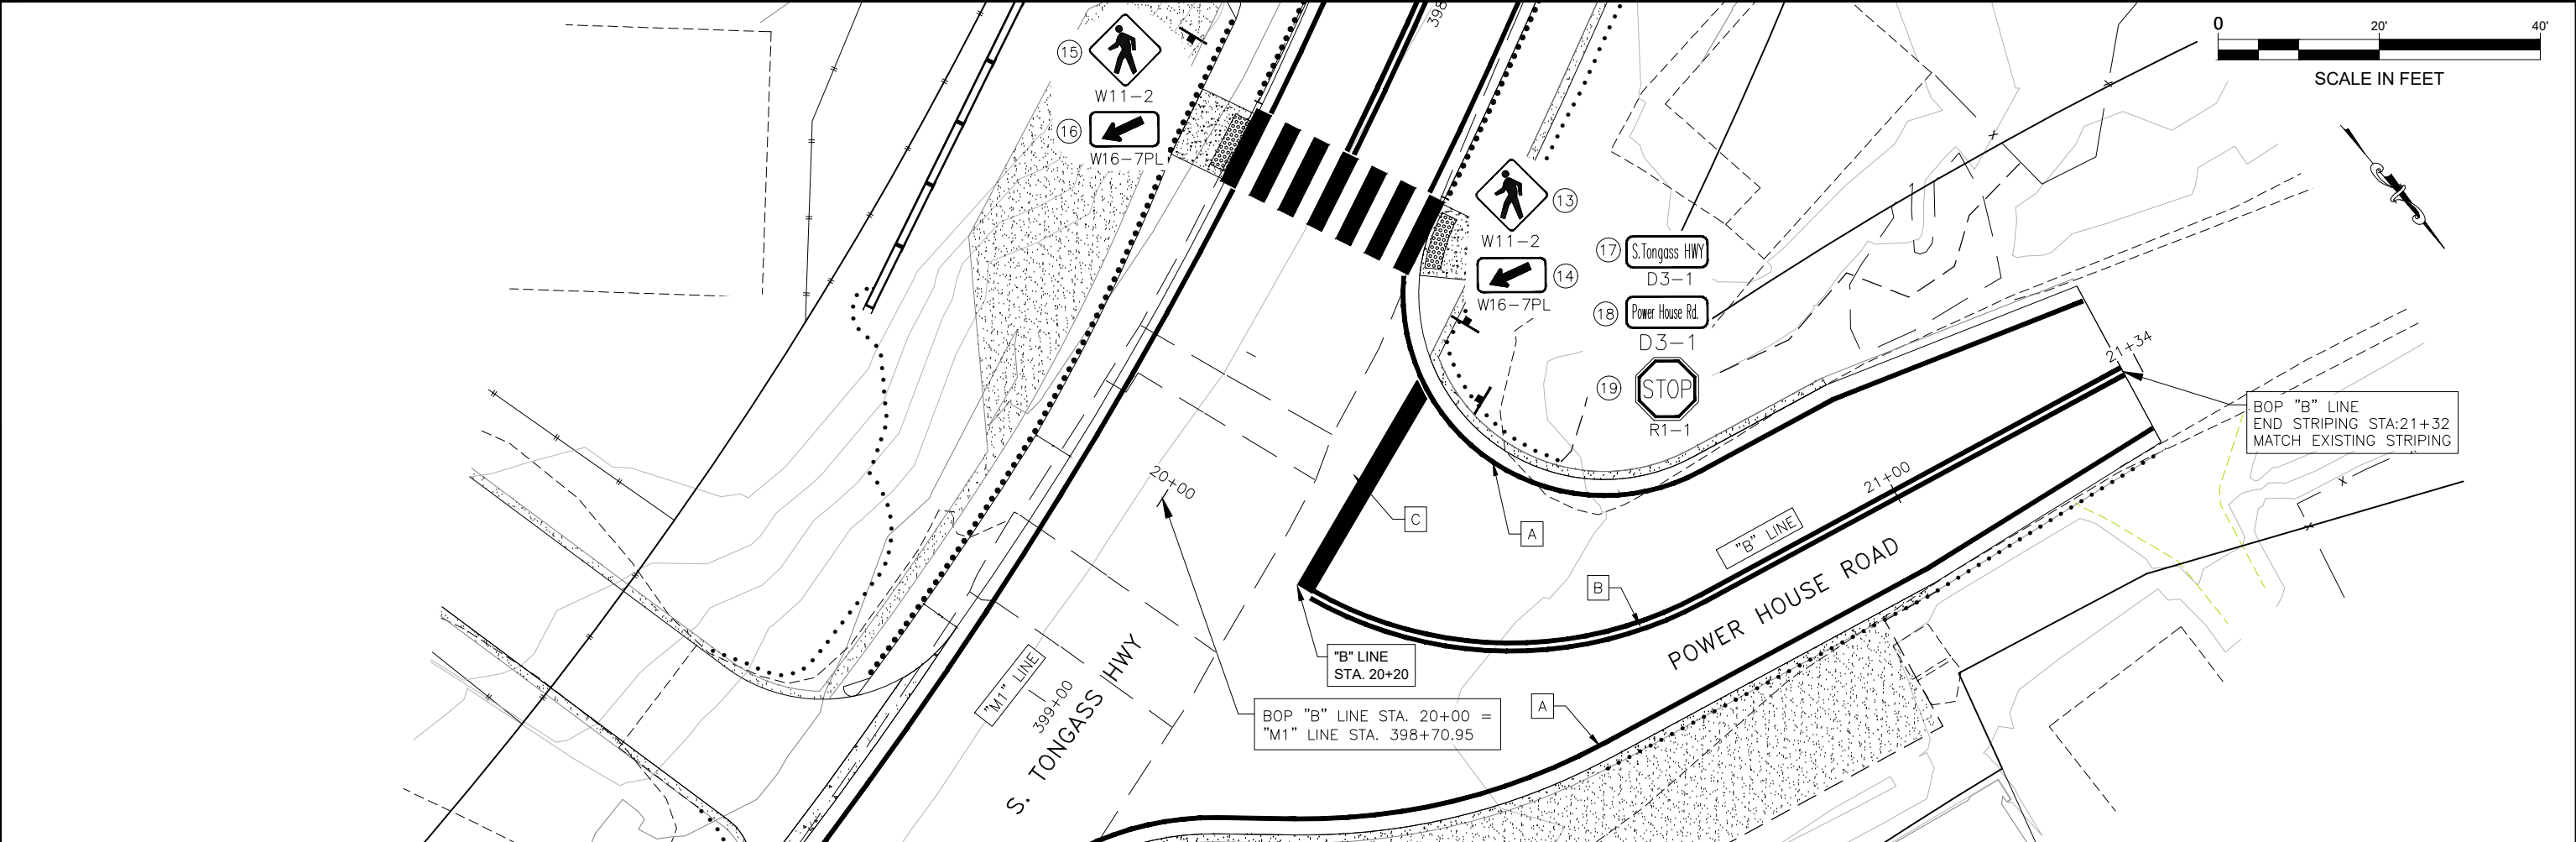 0
20'
40'
SCALE IN FEET
398
15
W11-2
16
W16-7PL
13
W11-2
14
W16-7PL
17
S.Tongass HWY
D3-1
18
Power House Rd.
D3-1
19
STOP
R1-1
21+34
BOP "B" LINE
END STRIPING STA:21+32
MATCH EXISTING STRIPING
20+00
21+00
C
A
"B" LINE
B
POWER HOUSE ROAD
"B" LINE
STA. 20+20
"M1" LINE
399+00
S. TONGASS HWY
A
BOP "B" LINE STA. 20+00 =
"M1" LINE STA. 398+70.95